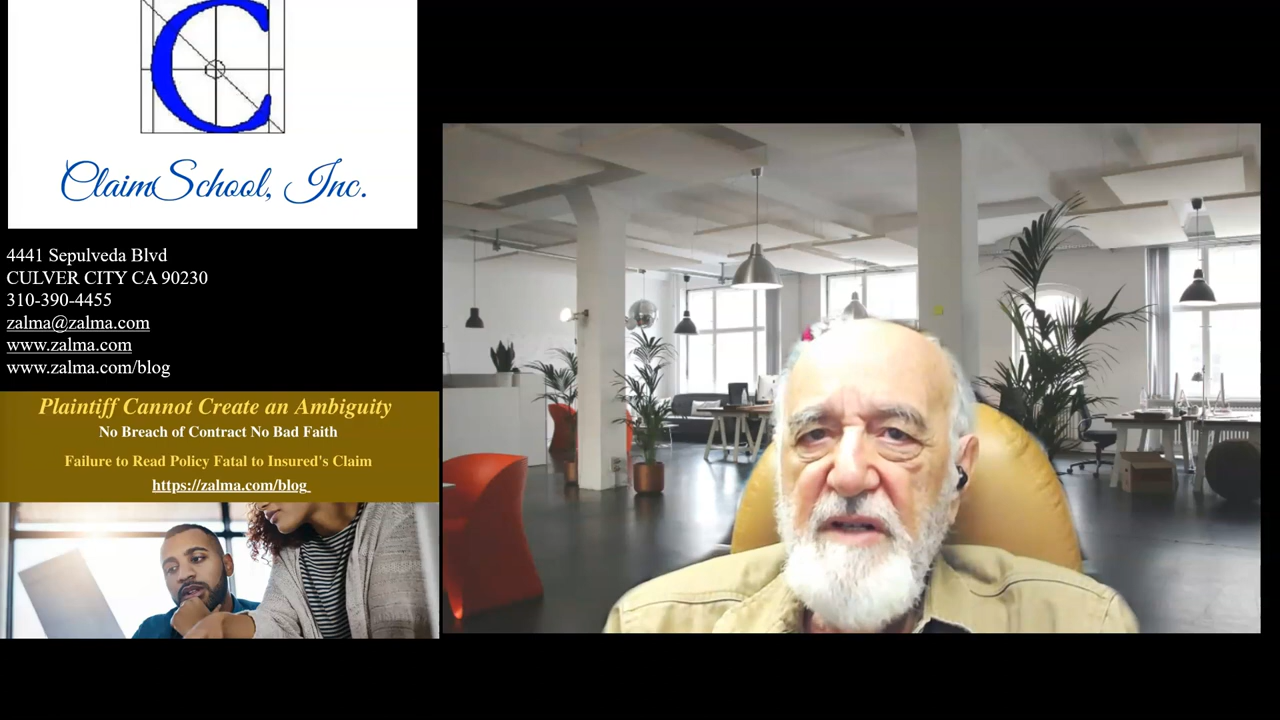 C
ClaimSchool, Inc.
4441 Sepulveda Blvd
CULVER CITY CA 90230
310-390-4455
zalma@zalma.com
www.zalma.com
www.zalma.com/blog
Plaintiff Cannot Create an Ambiguity
No Breach of Contract No Bad Faith
Failure to Read Policy Fatal to Insured's Claim
https://zalma.com/blog